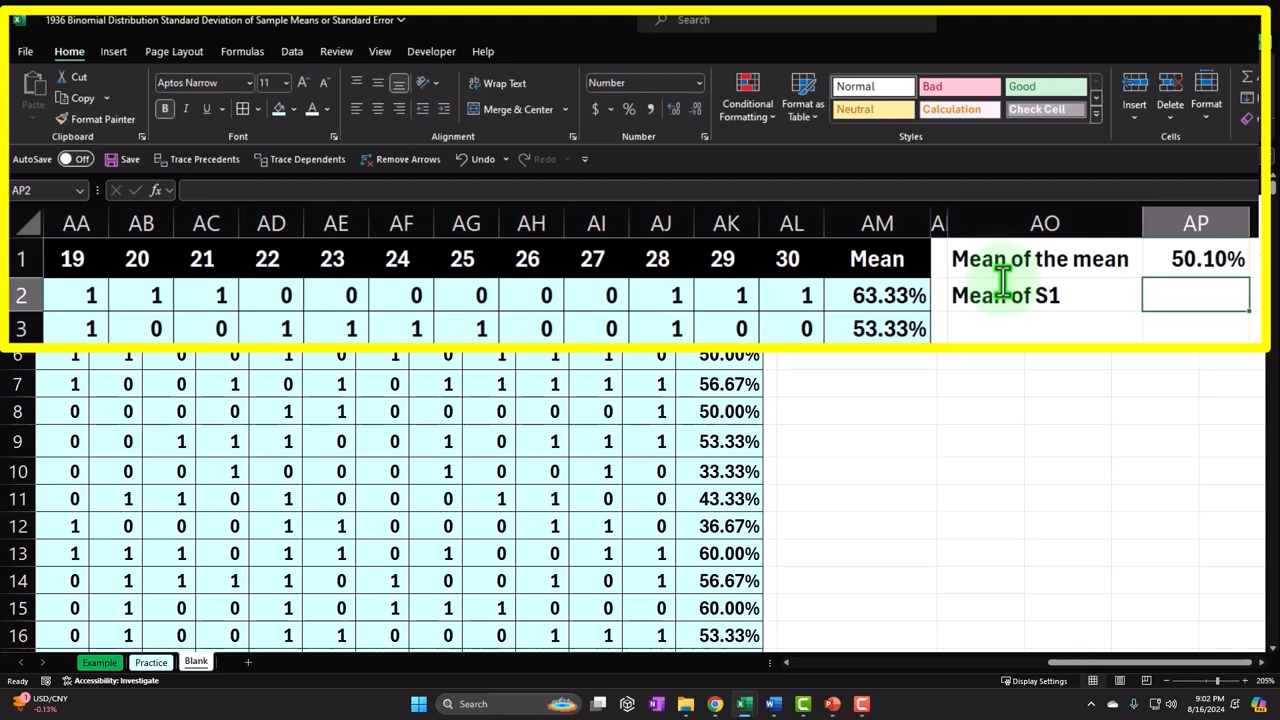 1936 Binomial Distribution Standard Deviation of Sample Means or Standard Error
Search
File Home Insert Page Layout Formulas Data Review View Developer Help
Cut
Copy
Format Painter
Paste
Clipboard
Aptos Narrow 11
B I U
Font
Wrap Text
Merge & Center
Alignment
Number
$ % 9
Number
Conditional Formatting
Format as Table
Normal Bad Good
Neutral Calculation Check Cell
Styles
Insert Delete Format
Cells
AutoSave Off Save Trace Precedents Trace Dependents Remove Arrows Undo Redo
AP2 fx
AA AB AC AD AE AF AG AH AI AJ AK AL AM A AO AP
1 19 20 21 22 23 24 25 26 27 28 29 30 Mean Mean of the mean 50.10%
2 1 1 1 0 0 0 0 0 0 1 1 1 63.33% Mean of S1
3 1 0 0 1 1 1 1 0 0 1 0 0 53.33%
6 1 1 0 0 1 0 1 0 1 1 1 0 50.00%
7 1 0 0 1 0 1 0 1 1 1 1 0 56.67%
8 0 0 0 0 1 1 0 0 0 0 0 1 50.00%
9 0 0 1 1 1 0 0 1 0 1 1 1 53.33%
10 0 0 0 1 0 0 0 1 0 0 1 0 33.33%
11 0 1 1 0 1 0 0 0 1 1 0 0 43.33%
12 1 0 0 0 1 1 0 0 0 0 1 0 36.67%
13 1 1 1 0 1 1 0 0 0 0 1 1 60.00%
14 0 1 1 1 1 0 1 0 1 0 0 0 56.67%
15 0 1 0 0 1 0 1 1 1 0 0 0 60.00%
16 0 1 0 0 1 1 0 0 0 1 1 1 53.33%
Example Practice Blank +
Ready Accessibility: Investigate Display Settings 205%
USD/CNY
-0.13%
1
Search
9:02 PM
8/16/2024